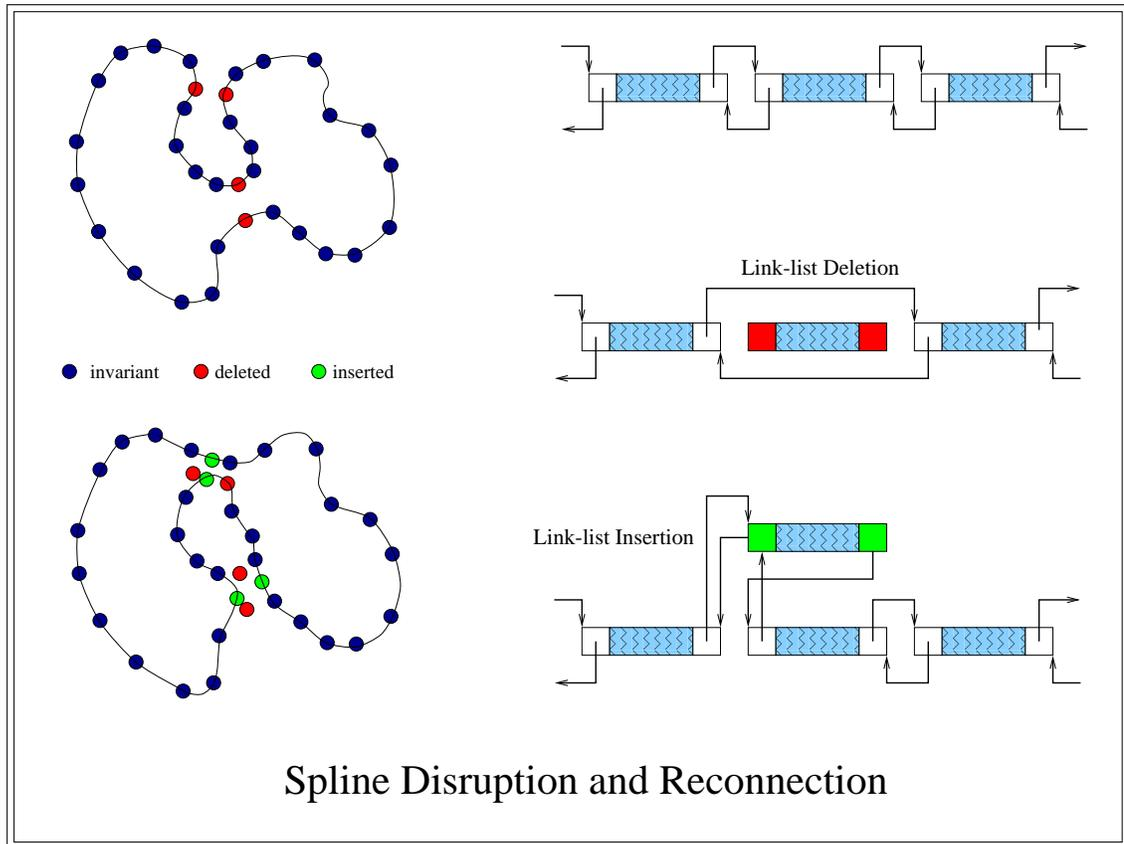 Link-list Deletion
invariant
deleted
inserted
Link-list Insertion
Spline Disruption and Reconnection